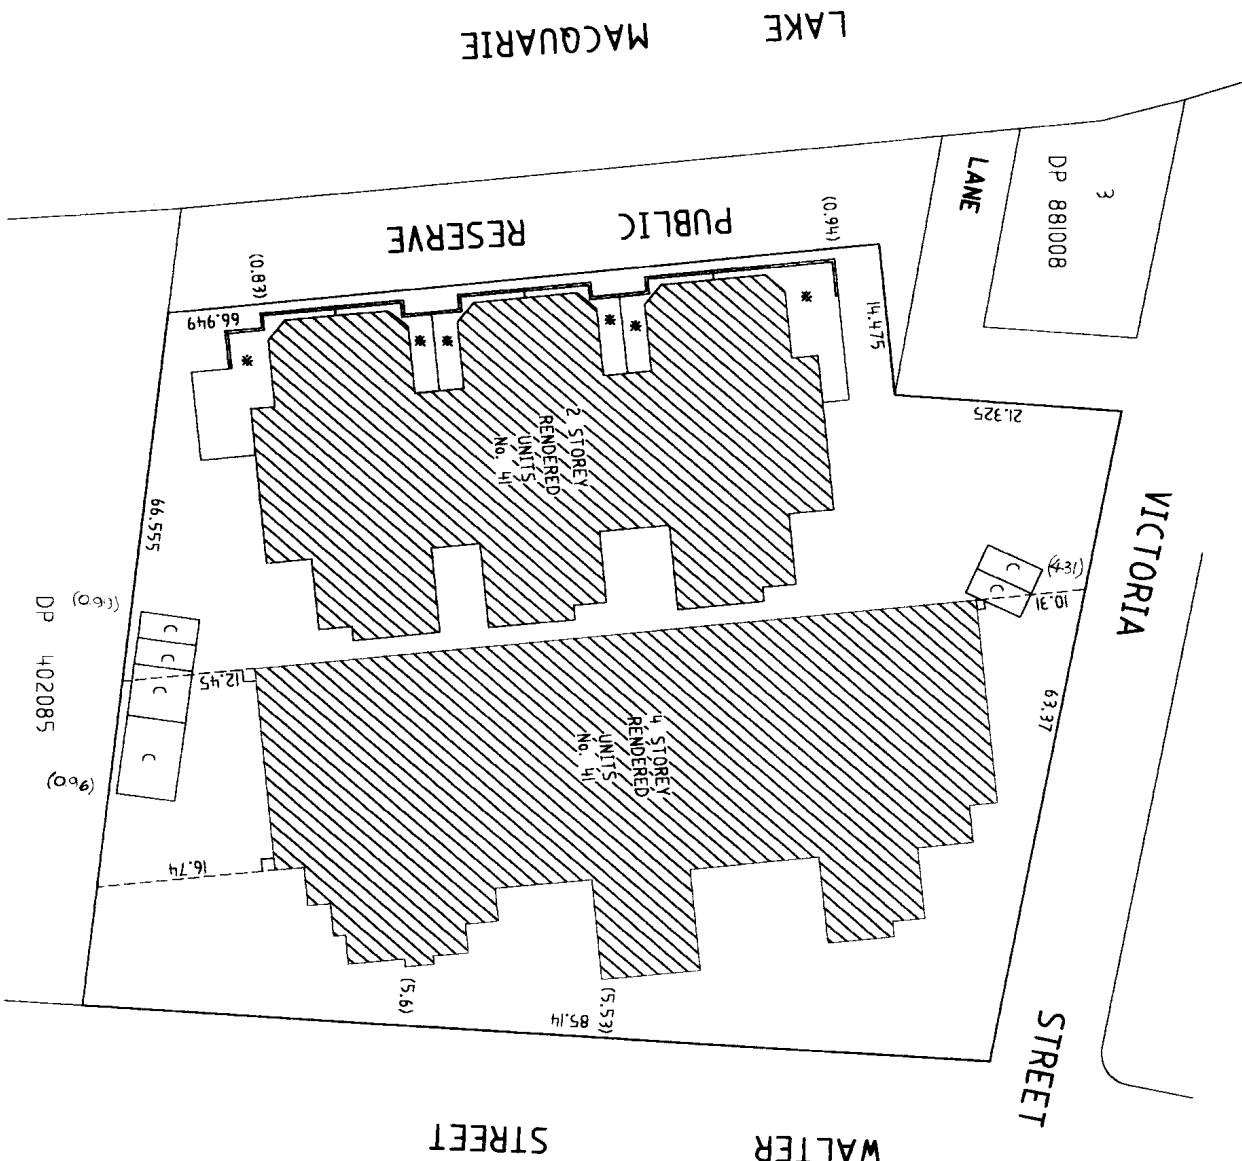 LAKE MACQUARIE
3
DP 881008
LANE
PUBLIC RESERVE
(0.94)
(0.83)
66.949
14.475
21.325
* * * * * *
2 STOREY
RENDERED
UNITS
No. 41
VICTORIA STREET
66.555
(4.31)
10.31
C
C
63.37
DP 402085
(0.93)
C
C
C
C
12.45
(0.96)
4 STOREY
RENDERED
UNITS
No. 41
16.74
(5.6)
(5.53)
85.14
WALTER STREET